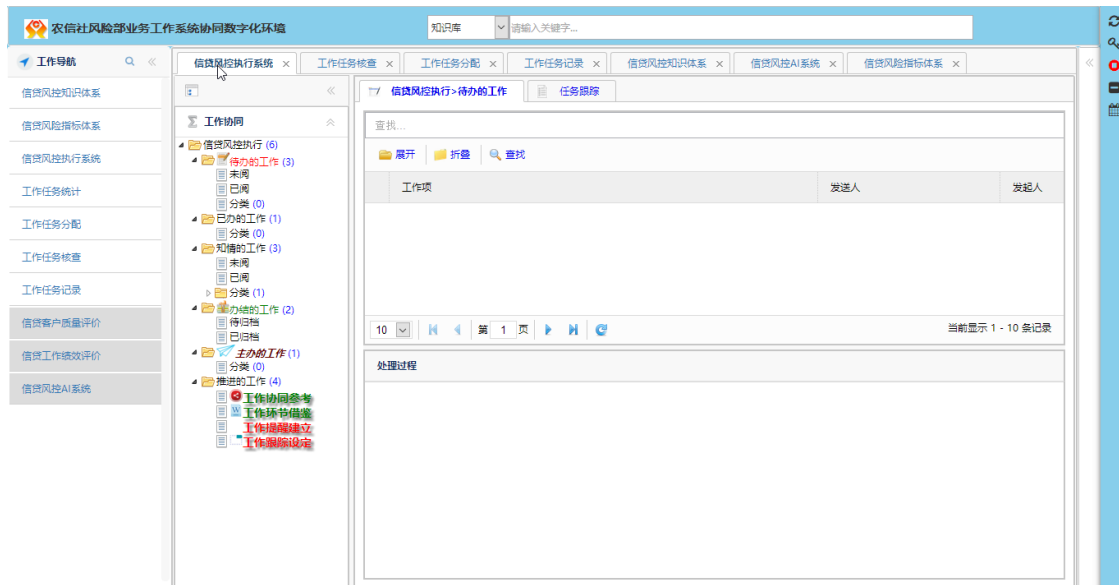 农信社风险部业务工作系统协同数字化环境
知识库 请输入关键字...
工作导航
信贷风控知识体系
信贷风险指标体系
信贷风控执行系统
工作任务统计
工作任务分配
工作任务核查
工作任务记录
信贷客户质量评价
信贷工作绩效评价
信贷风控AI系统
信贷风控执行系统 × 工作任务核查 × 工作任务分配 × 工作任务记录 × 信贷风控知识体系 × 信贷风控AI系统 × 信贷风险指标体系 ×
工作协同
信贷风控执行 (6)
待办的工作 (3)
未阅
已阅
分类 (0)
已办的工作 (1)
分类 (0)
知情的工作 (3)
未阅
已阅
分类 (1)
办结的工作 (2)
待归档
已归档
主办的工作 (1)
分类 (0)
推进的工作 (4)
工作协同参考
工作环节借鉴
工作提醒建立
工作跟踪设定
信贷风控执行>待办的工作 任务跟踪
查找...
展开 折叠 查找
工作项 发送人 发起人
10 第 1 页 当前显示 1 - 10 条记录
处理过程